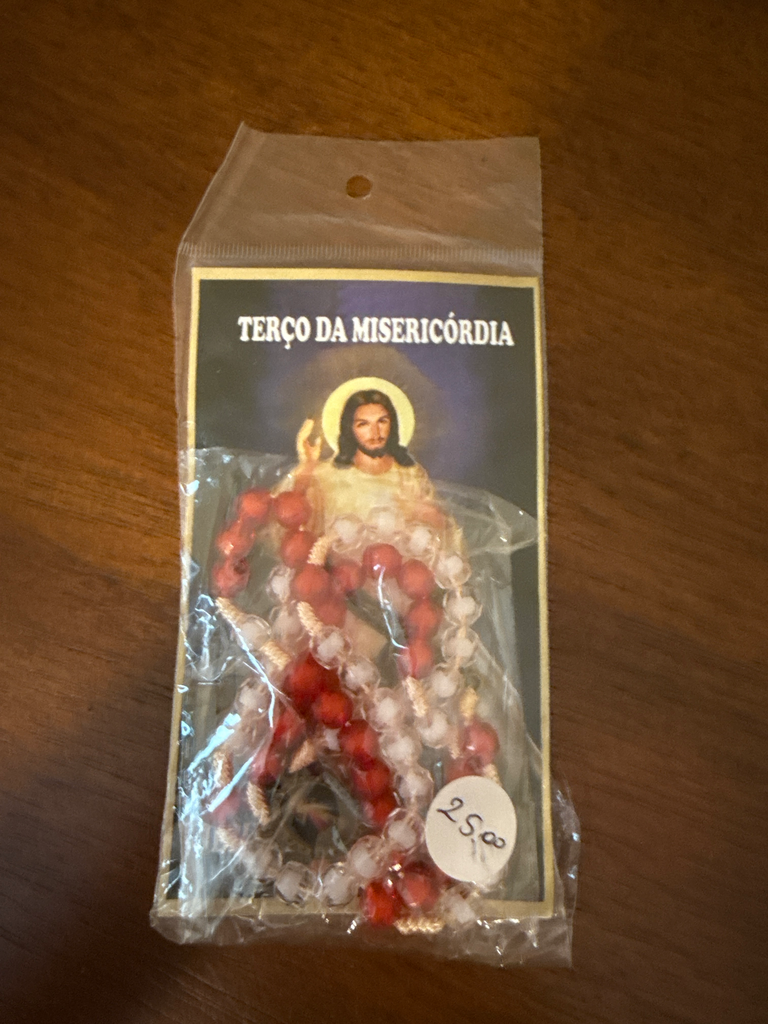 TERÇO DA MISERICÓRDIA
25,00